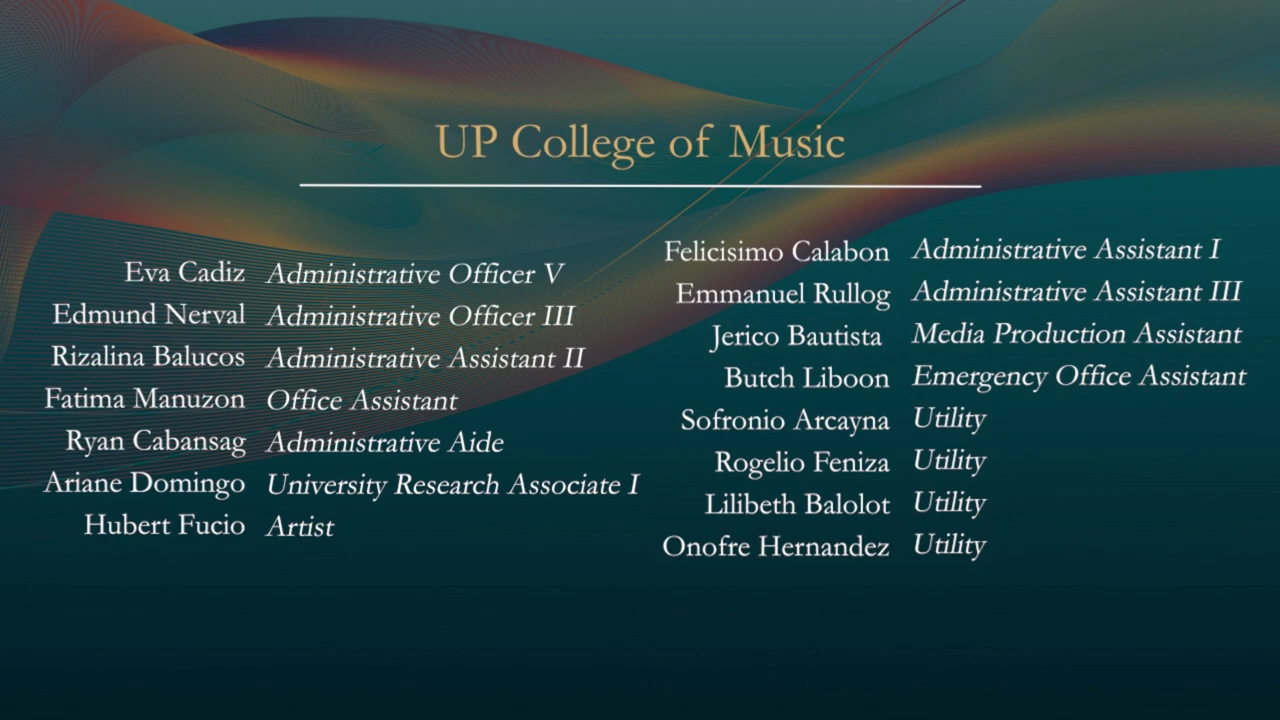 UP College of Music
Eva Cadiz Administrative Officer V
Edmund Nerval Administrative Officer III
Rizalina Balucos Administrative Assistant II
Fatima Manuzon Office Assistant
Ryan Cabansag Administrative Aide
Ariane Domingo University Research Associate I
Hubert Fucio Artist
Felicisimo Calabon Administrative Assistant I
Emmanuel Rullog Administrative Assistant III
Jerico Bautista Media Production Assistant
Butch Liboon Emergency Office Assistant
Sofronio Arcayna Utility
Rogelio Feniza Utility
Lilibeth Balolot Utility
Onofre Hernandez Utility